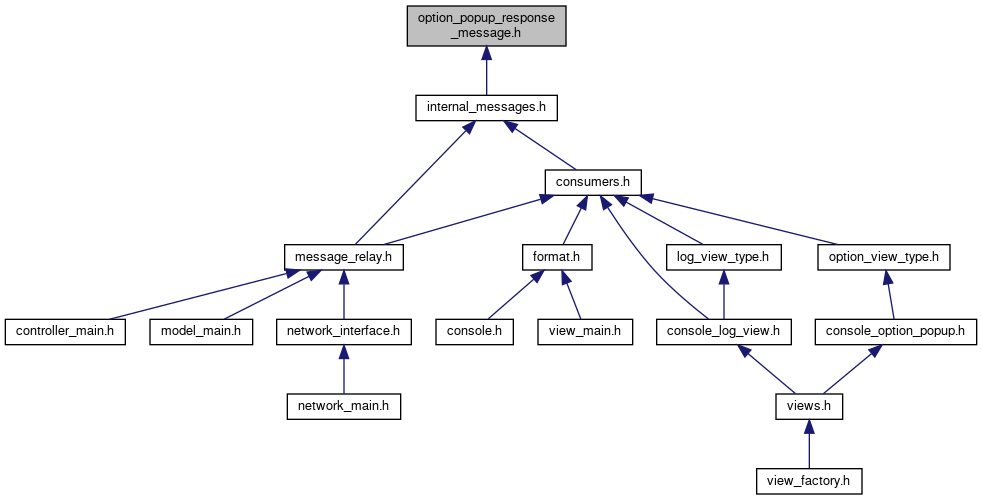 option_popup_response
_message.h
internal_messages.h
consumers.h
message_relay.h
format.h
log_view_type.h
option_view_type.h
controller_main.h
model_main.h
network_interface.h
console.h
view_main.h
console_log_view.h
console_option_popup.h
network_main.h
views.h
view_factory.h